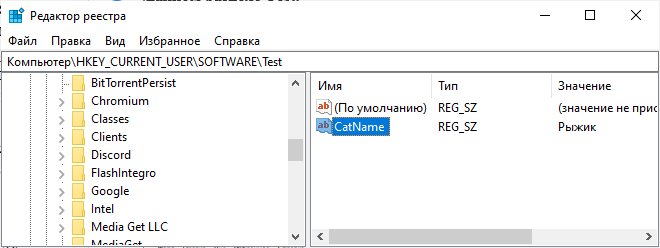 Редактор реестра
Файл Правка Вид Избранное Справка
Компьютер\HKEY_CURRENT_USER\SOFTWARE\Test
BitTorrentPersist
Chromium
Classes
Clients
Discord
FlashIntegro
Google
Intel
Media Get LLC
MediaGet
Имя Тип Значение
(По умолчанию) REG_SZ (значение не прис
CatName REG_SZ Рыжик